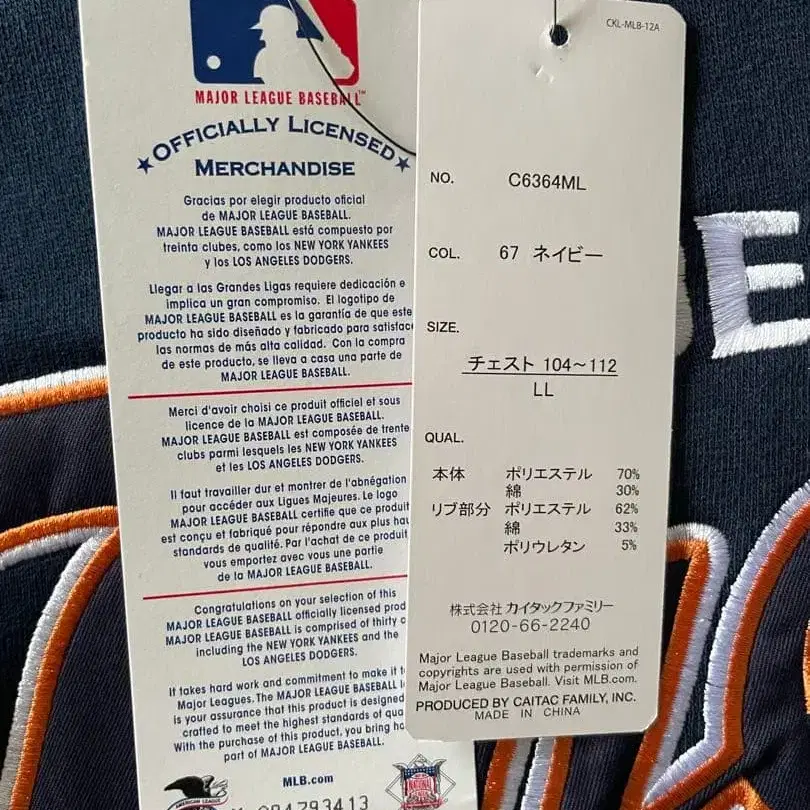 MAJOR LEAGUE BASEBALL™
OFFICIALLY LICENSED
MERCHANDISE
Gracias por elegir producto oficial
de MAJOR LEAGUE BASEBALL.
MAJOR LEAGUE BASEBALL está compuesto por
treinta clubes, como los NEW YORK YANKEES
y los LOS ANGELES DODGERS.
Llegar a las Grandes Ligas requiere dedicación e
implica un gran compromiso. El logotipo de
MAJOR LEAGUE BASEBALL es la garantía de que este
producto ha sido diseñado y fabricado para
las normas de más alta calidad. Con la compra
de este producto, se lleva a casa una parte de
MAJOR LEAGUE BASEBALL.
Merci d'avoir choisi ce produit officiel et sous
licence de la MAJOR LEAGUE BASEBALL.
MAJOR LEAGUE BASEBALL est composée de trente
clubs parmi lesquels les NEW YORK YANKEES
et les LOS ANGELES DODGERS.
Il faut travailler dur et montrer de l'abnégation
pour accéder aux Ligues Majeures. Le logo
MAJOR LEAGUE BASEBALL certifie que ce produit
est conçu et fabriqué pour répondre aux plus
standards de qualité. Par l'achat de ce produit
vous emportez avec vous une partie
de la MAJOR LEAGUE BASEBALL.
Congratulations on your selection of this
MAJOR LEAGUE BASEBALL officially licensed prod
MAJOR LEAGUE BASEBALL is comprised of thirty c
including the NEW YORK YANKEES and the
LOS ANGELES DODGERS.
It takes hard work and commitment to make it
Major Leagues. The MAJOR LEAGUE BASEBALL
is your assurance that this product is designed
crafted to meet the highest standards of qua
With the purchase of this product, you bring
part of MAJOR LEAGUE BASEBALL.
MLB.com
AMERICAN LEAGUE
NATIONAL LEAGUE
CKL-MLB-12A
NO. C6364ML
COL. 67 ネイビー
SIZE.
チェスト 104～112
LL
QUAL.
本体 ポリエステル 70%
綿 30%
リブ部分 ポリエステル 62%
綿 33%
ポリウレタン 5%
株式会社 カイタックファミリー
0120-66-2240
Major League Baseball trademarks and
copyrights are used with permission of
Major League Baseball. Visit MLB.com.
PRODUCED BY CAITAC FAMILY, INC.
MADE IN CHINA
E